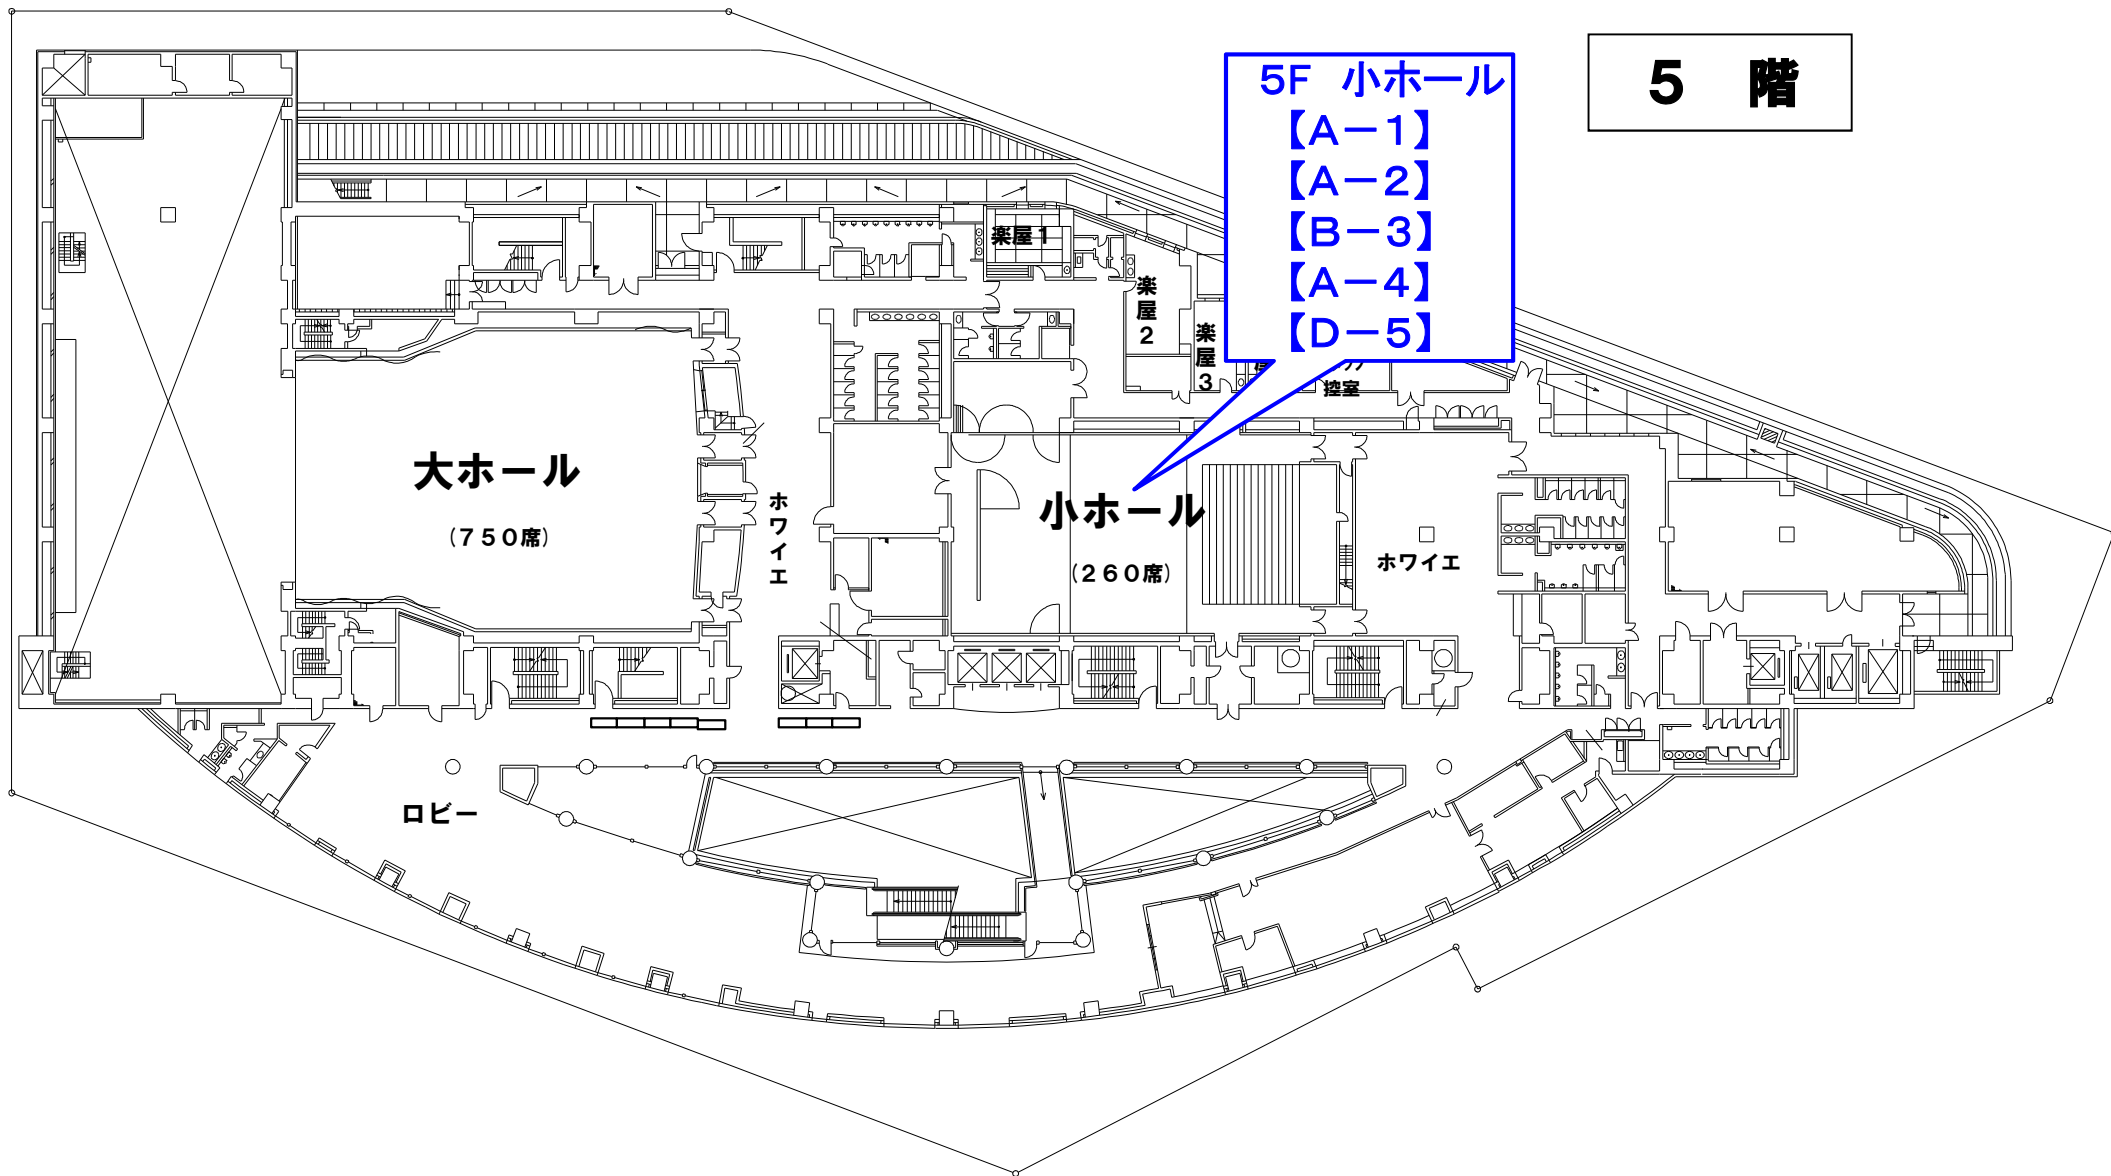 5 階
5F 小ホール
【A－1】
【A－2】
【B－3】
【A－4】
【D－5】
楽屋1
楽屋2
楽屋3
控室
大ホール
(750席)
ホワイエ
小ホール
(260席)
ホワイエ
ロビー